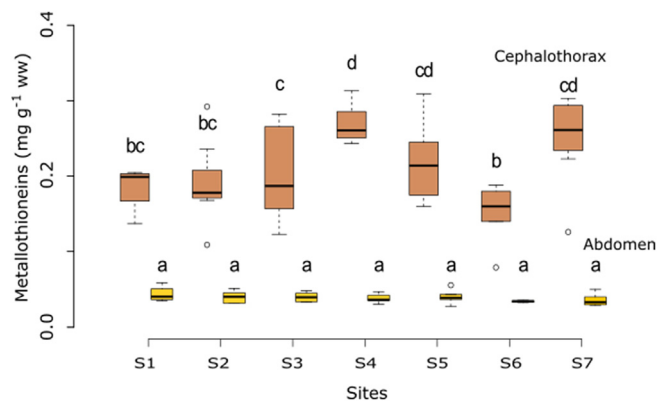 0.4
Cephalothorax
d
cd
cd
c
bc
bc
b
0.2
Metallothioneins (mg g-1 ww)
Abdomen
a a a a a a a
0.0
S1 S2 S3 S4 S5 S6 S7
Sites